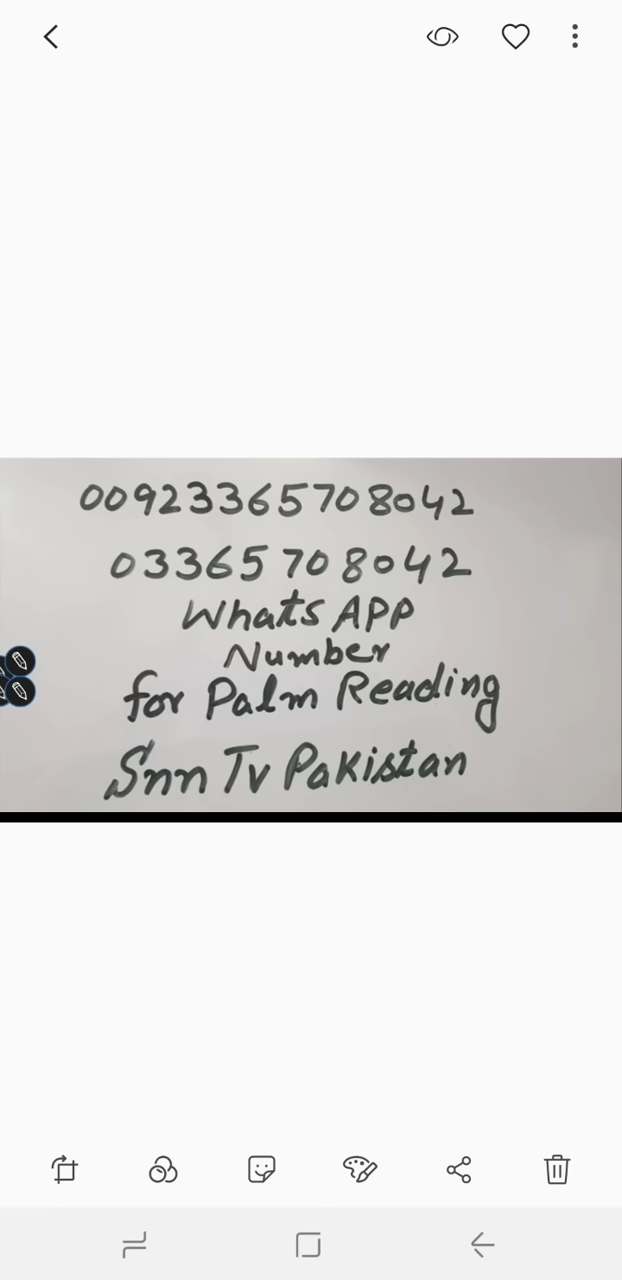 00923365708042
03365708042
Whats APP
Number
for Palm Reading
Snn Tv Pakistan